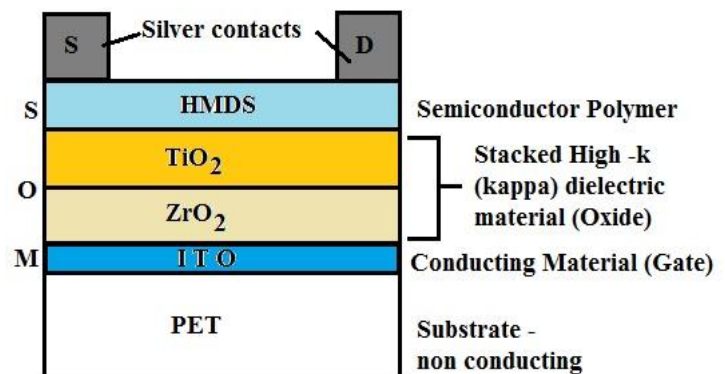 S
Silver contacts
D
S
HMDS
Semiconductor Polymer
TiO2
Stacked High -k
(kappa) dielectric
material (Oxide)
O
ZrO2
M
I T O
Conducting Material (Gate)
PET
Substrate -
non conducting